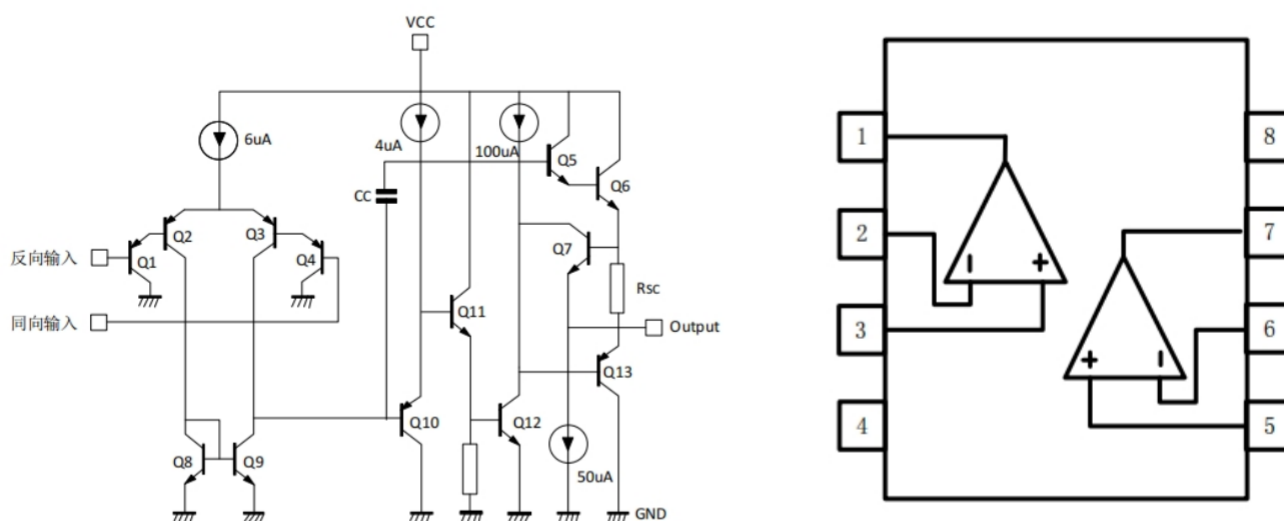 VCC
6uA
4uA
100uA
Q5
Q6
CC
Q2
Q3
Q7
反向输入
Q1
Q4
Rsc
Q11
同向输入
Output
Q13
Q10
Q12
Q8
Q9
50uA
GND
1
8
2
7
3
6
4
5